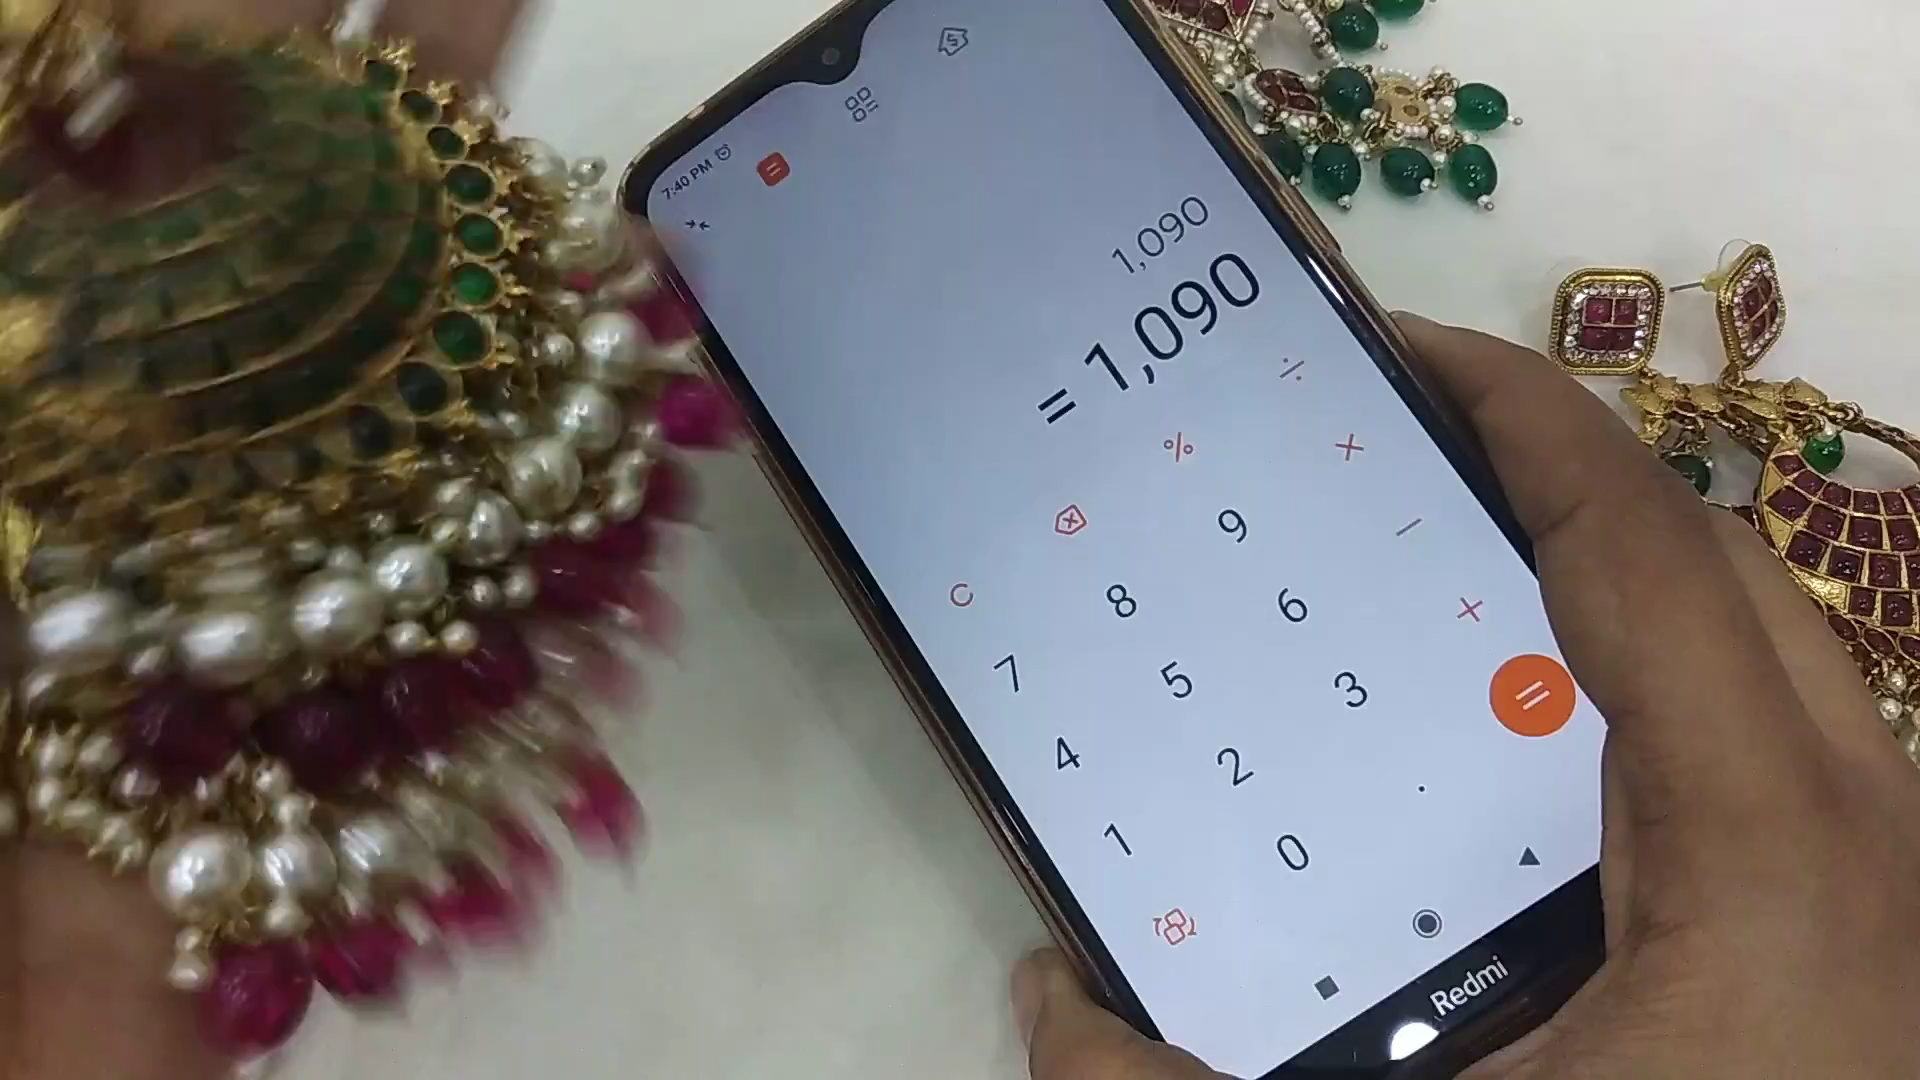 7:40 PM
1,090
= 1,090
÷
% ×
9 −
C 8 6 +
7 5 3 =
4 2 .
1 0
Redmi